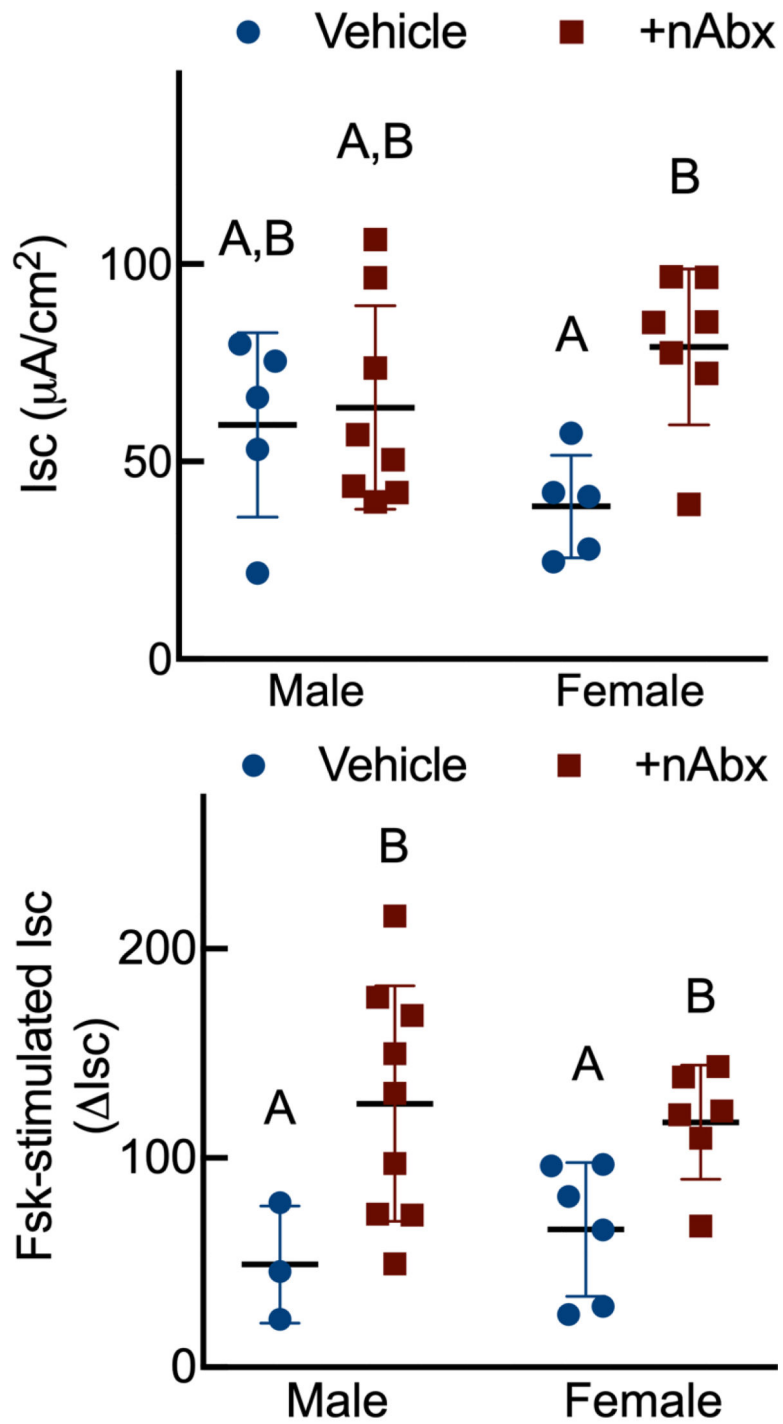 Vehicle +nAbx
A,B
B
A,B
A
Isc (μA/cm²)
100
50
0
Male Female
Vehicle +nAbx
B
B
A
A
Fsk-stimulated Isc
(ΔIsc)
200
100
0
Male Female